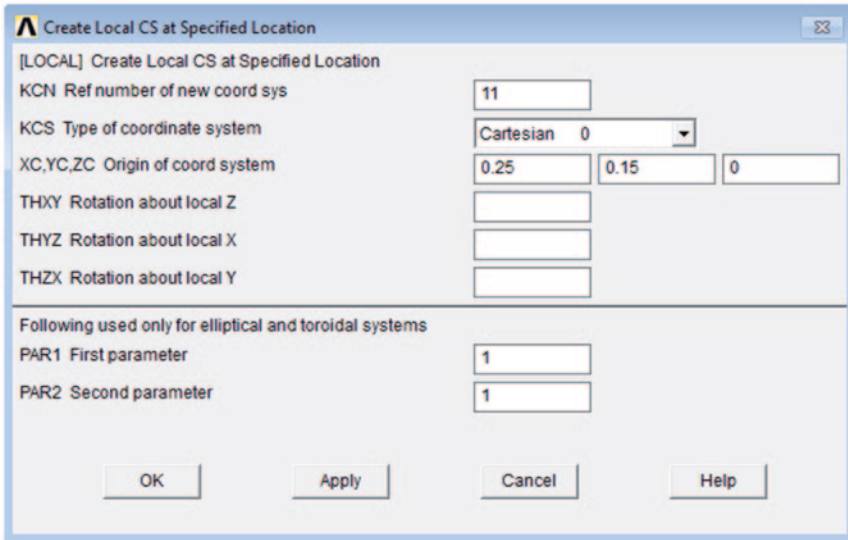 Create Local CS at Specified Location
[LOCAL] Create Local CS at Specified Location
KCN Ref number of new coord sys 11
KCS Type of coordinate system Cartesian 0
XC,YC,ZC Origin of coord system 0.25 0.15 0
THXY Rotation about local Z
THYZ Rotation about local X
THZX Rotation about local Y
Following used only for elliptical and toroidal systems
PAR1 First parameter 1
PAR2 Second parameter 1
OK Apply Cancel Help